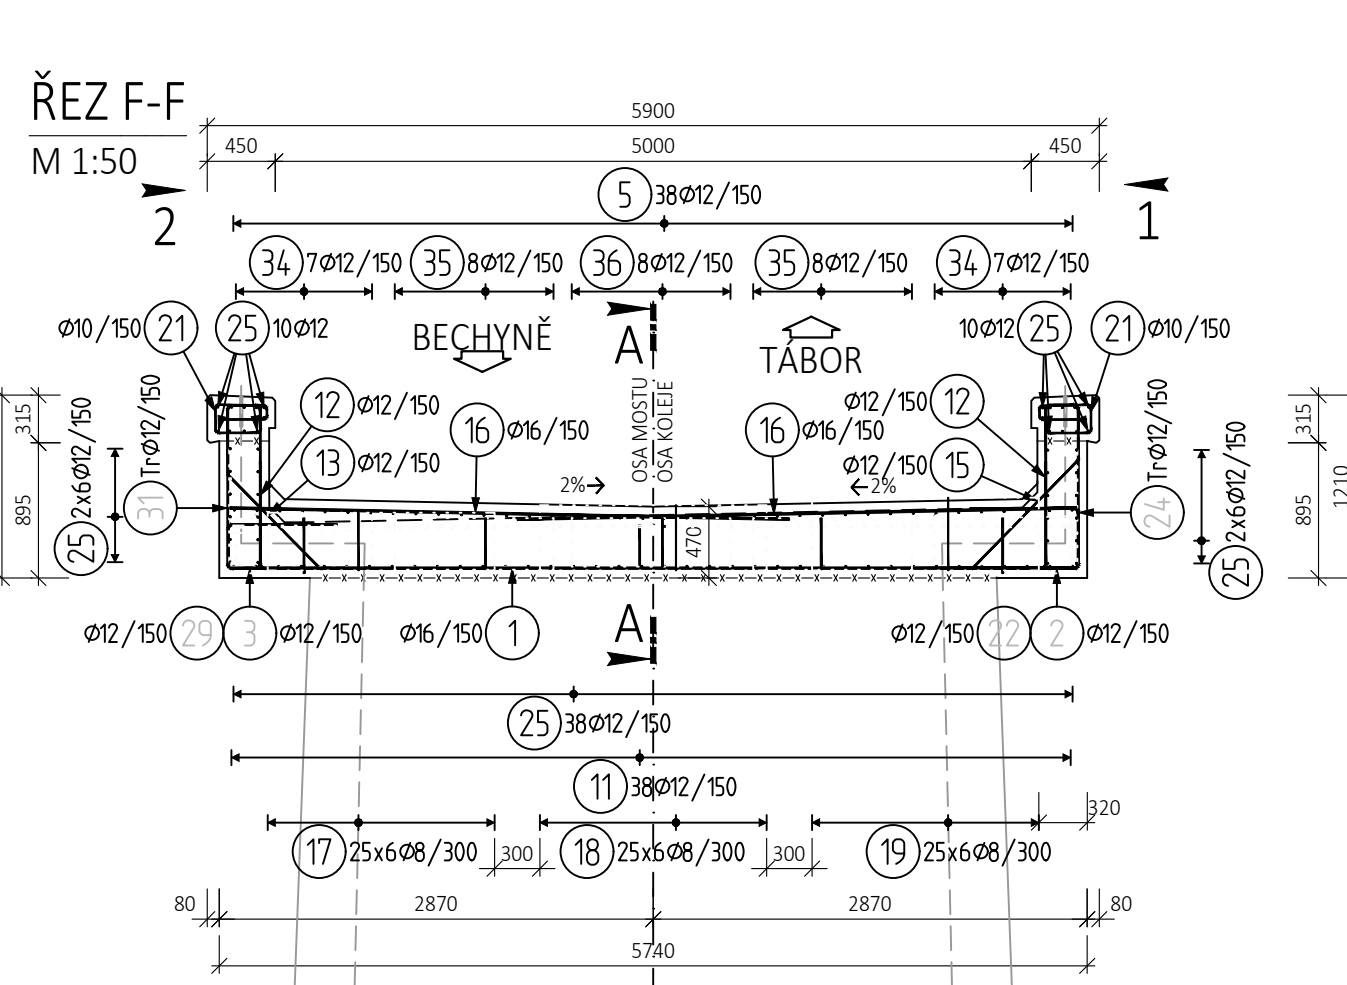 ŘEZ F-F
M 1:50
5900
450 5000 450
2 1
5 38Ø12/150
34 7Ø12/150 35 8Ø12/150 36 8Ø12/150 35 8Ø12/150 34 7Ø12/150
Ø10/150 21 25 10Ø12 10Ø12 25 21 Ø10/150
BECHYNĚ A TÁBOR
OSA MOSTU
OSA KOLEJE
12 Ø12/150 Ø12/150 12
16 Ø16/150 16 Ø16/150
13 Ø12/150 Ø12/150 15
2% 2%
315 895
2x6Ø12/150 25
TrØ12/150 31
470
TrØ12/150 24
2x6Ø12/150 25
315 895 1210
Ø12/150 29 3 Ø12/150 Ø16/150 1 A Ø12/150 22 2 Ø12/150
25 38Ø12/150
11 38Ø12/150
320
17 25x6Ø8/300 300 18 25x6Ø8/300 300 19 25x6Ø8/300
80 2870 2870 80
5740